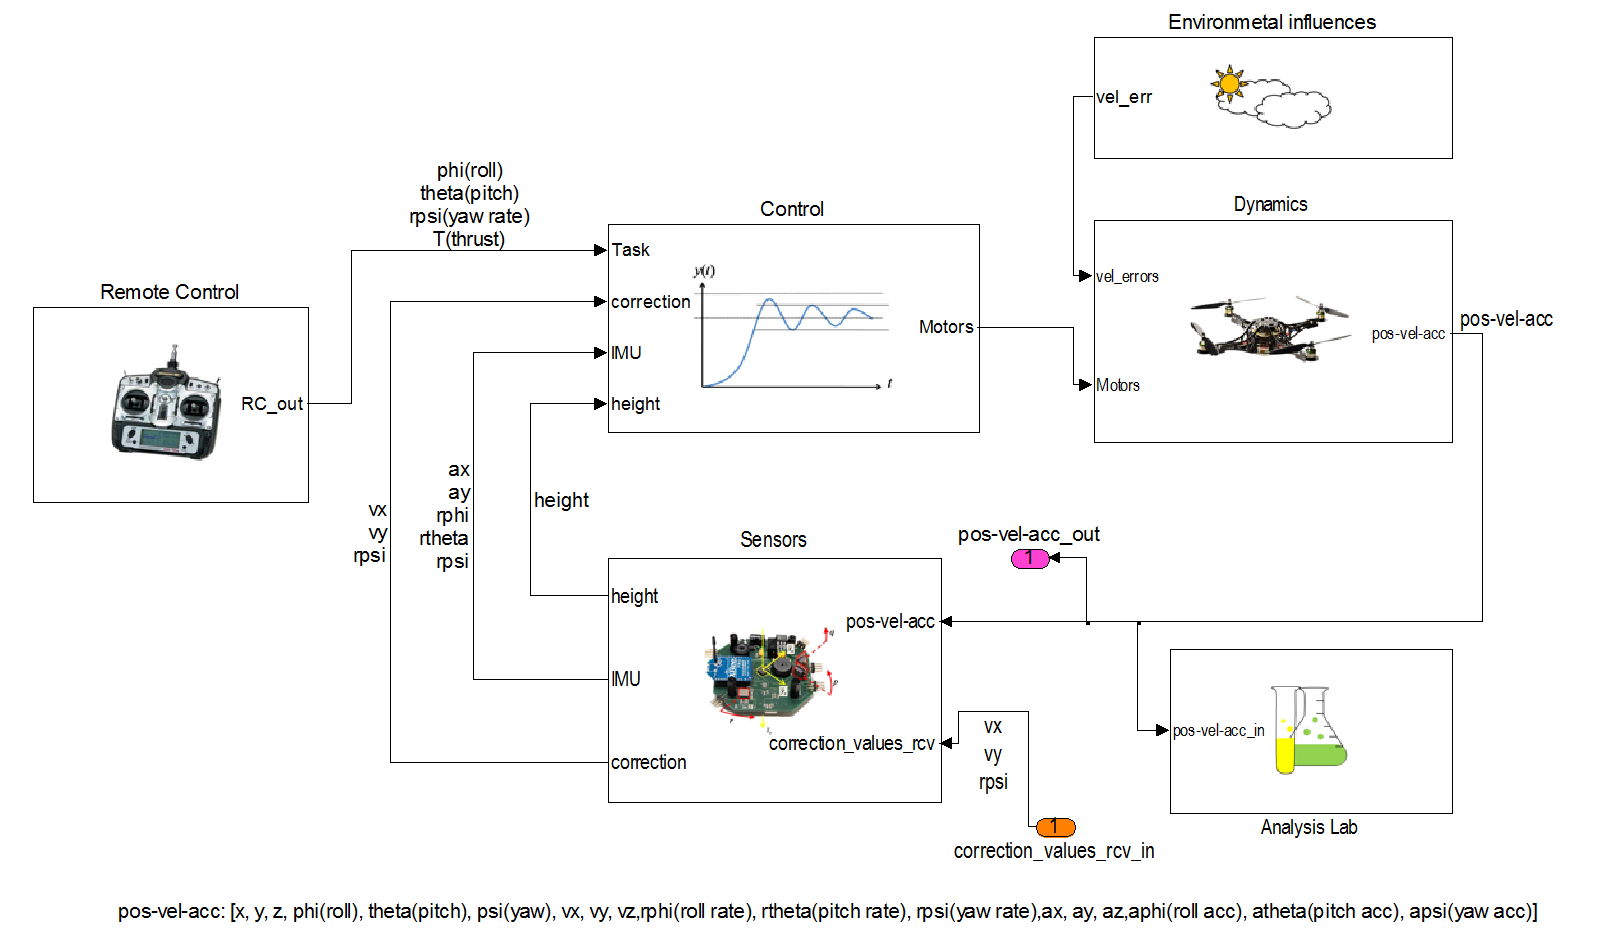 Environmetal influences
vel_err
phi(roll)
theta(pitch)
rpsi(yaw rate)
T(thrust)
Control
Dynamics
Task
vel_errors
y(t)
Remote Control
correction
Motors
pos-vel-acc
pos-vel-acc
IMU
t
Motors
RC_out
height
ax
ay
rphi
rtheta
rpsi
height
vx
vy
rpsi
Sensors
pos-vel-acc_out
1
height
pos-vel-acc
IMU
correction_values_rcv
vx
vy
rpsi
pos-vel-acc_in
correction
1
Analysis Lab
correction_values_rcv_in
pos-vel-acc: [x, y, z, phi(roll), theta(pitch), psi(yaw), vx, vy, vz,rphi(roll rate), rtheta(pitch rate), rpsi(yaw rate),ax, ay, az,aphi(roll acc), atheta(pitch acc), apsi(yaw acc)]